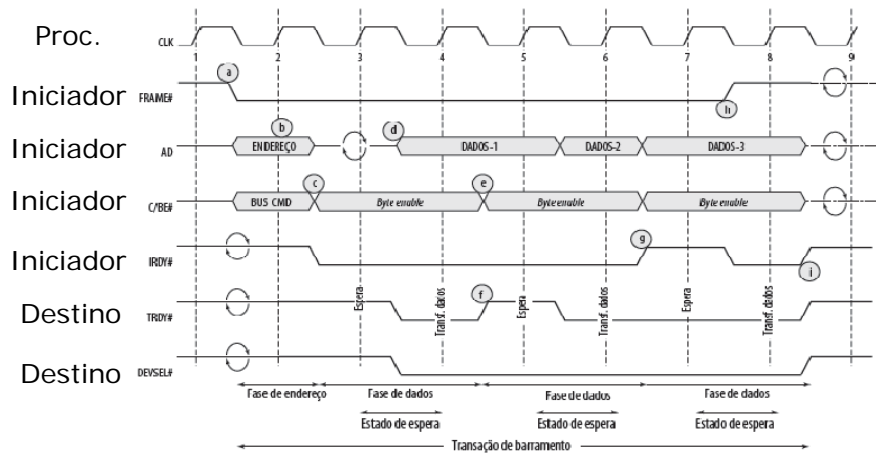 Proc. CLK
1 2 3 4 5 6 7 8 9
a
Iniciador FRAIME# h
b d
Iniciador AD ENDEREÇO DADOS-1 DADOS-2 DADOS-3
c e
Iniciador C/BE# BUS CMD Byte enable Byte enable Byte enable
g
Iniciador IRDY# i
f
Destino TRDY# Espera Transf. dados Espera Transf. dados Espera Transf. dados
Destino DEVSEL#
Fase de endereço Fase de dados Fase de dados Fase de dados
Estado de espera Estado de espera Estado de espera
Transação de barramento